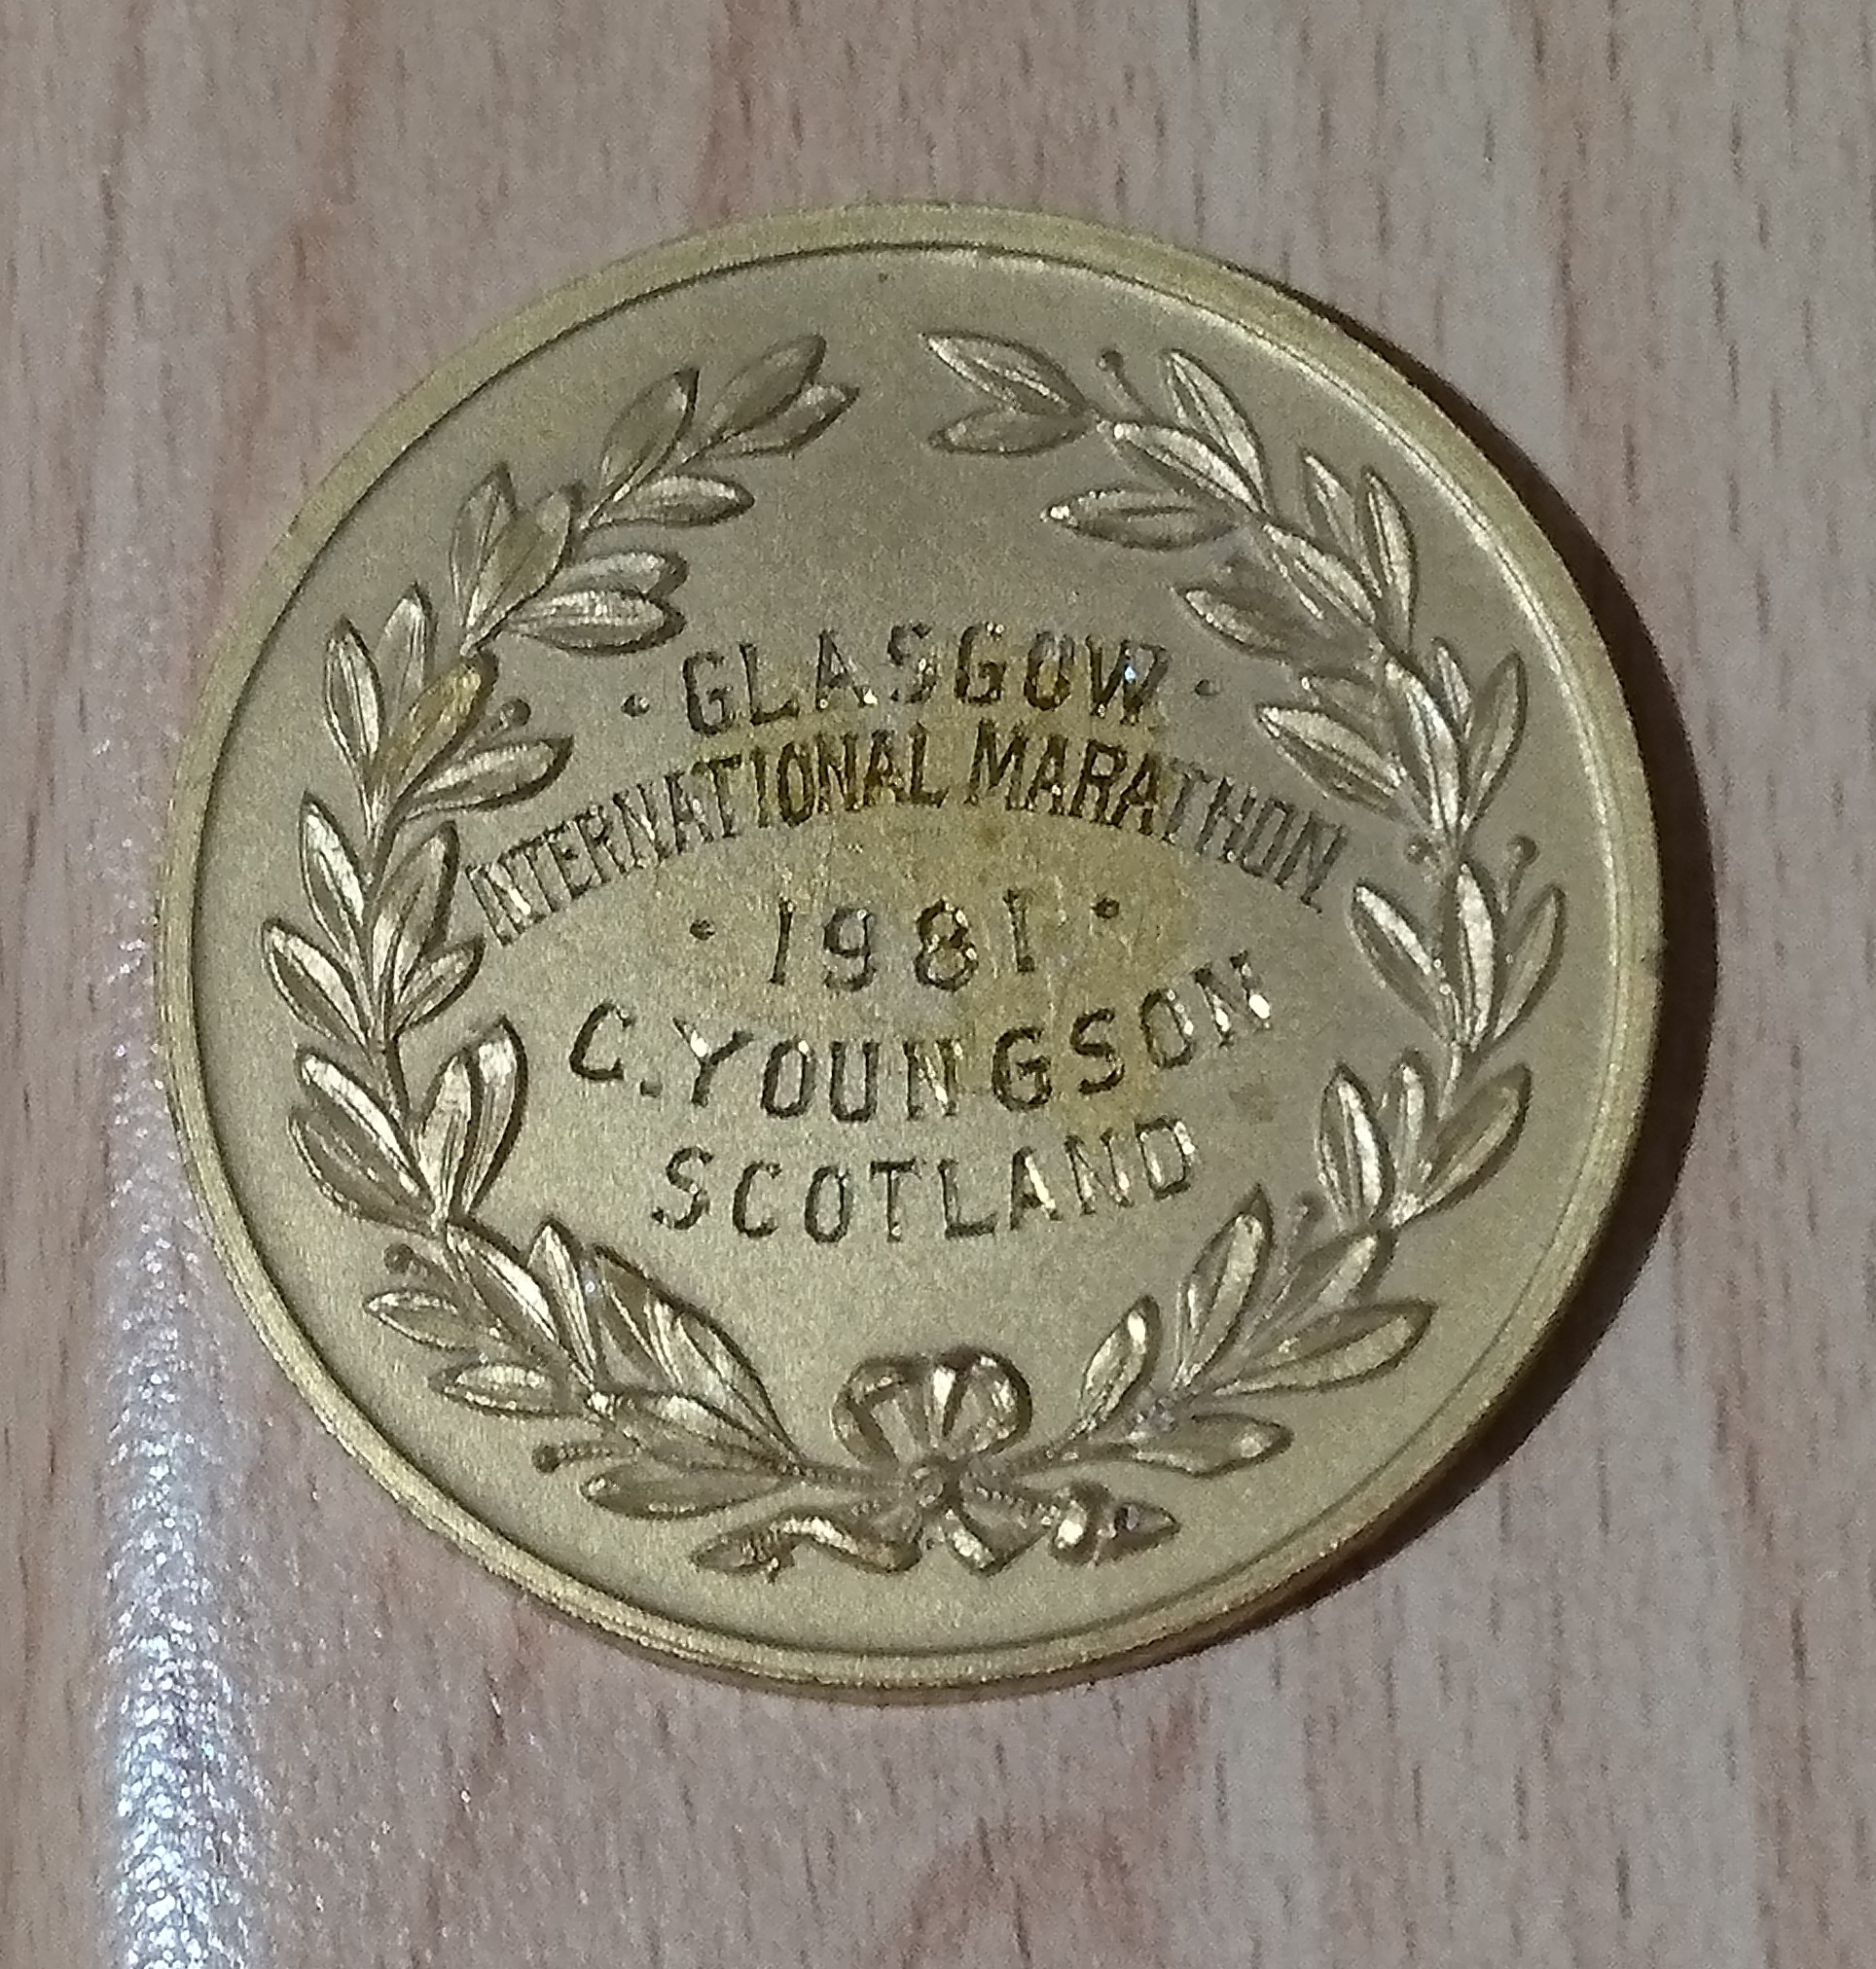 · GLASGOW ·
INTERNATIONAL MARATHON
· 1981 ·
C. YOUNGSON
SCOTLAND